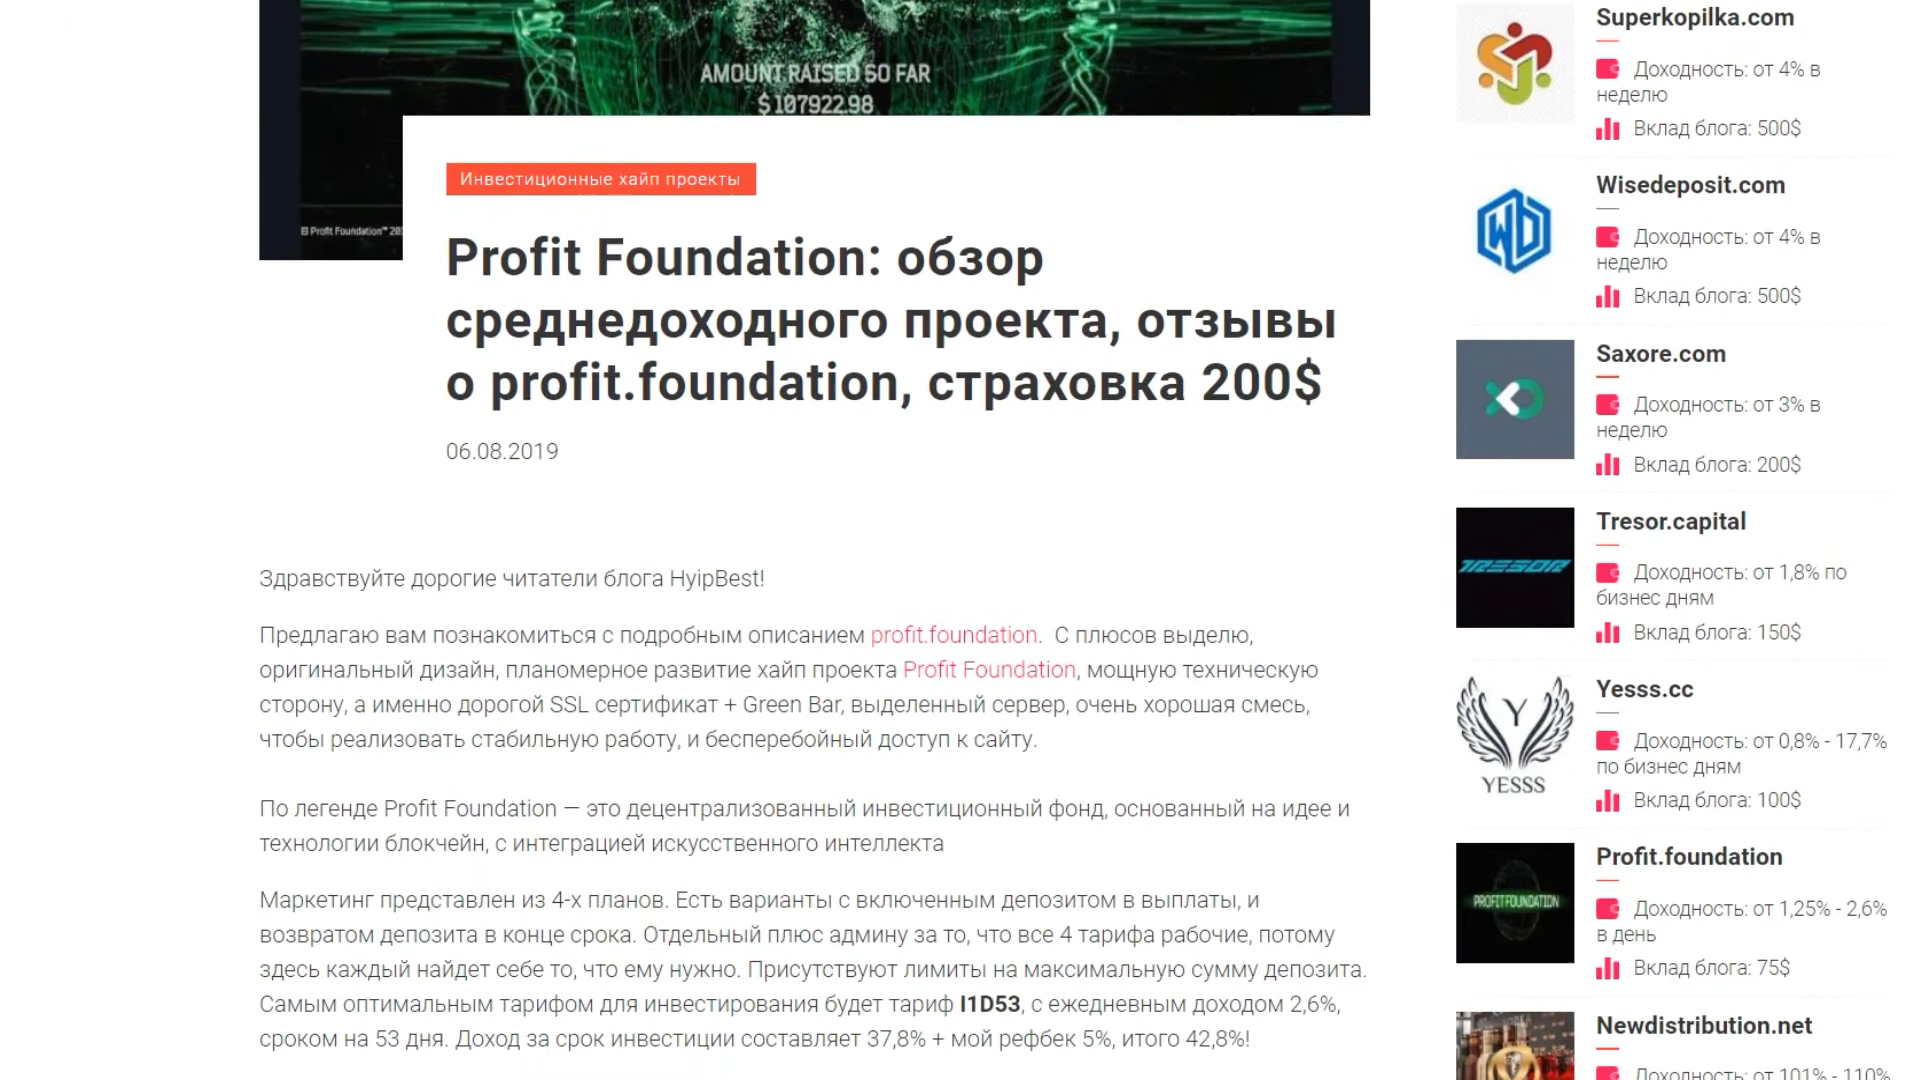 AMOUNT RAISED SO FAR
$107922.98
Profit Foundation™ 20
Инвестиционные хайп проекты
Profit Foundation: обзор
среднедоходного проекта, отзывы
о profit.foundation, страховка 200$
06.08.2019
Здравствуйте дорогие читатели блога HyipBest!
Предлагаю вам познакомиться с подробным описанием profit.foundation. С плюсов выделю,
оригинальный дизайн, планомерное развитие хайп проекта Profit Foundation, мощную техническую
сторону, а именно дорогой SSL сертификат + Green Bar, выделенный сервер, очень хорошая смесь,
чтобы реализовать стабильную работу, и бесперебойный доступ к сайту.
По легенде Profit Foundation — это децентрализованный инвестиционный фонд, основанный на идее и
технологии блокчейн, с интеграцией искусственного интеллекта
Маркетинг представлен из 4-х планов. Есть варианты с включенным депозитом в выплаты, и
возвратом депозита в конце срока. Отдельный плюс админу за то, что все 4 тарифа рабочие, потому
здесь каждый найдет себе то, что ему нужно. Присутствуют лимиты на максимальную сумму депозита.
Самым оптимальным тарифом для инвестирования будет тариф I1D53, с ежедневным доходом 2,6%,
сроком на 53 дня. Доход за срок инвестиции составляет 37,8% + мой рефбек 5%, итого 42,8%!
Superkopilka.com
Доходность: от 4% в
неделю
Вклад блога: 500$
Wisedeposit.com
Доходность: от 4% в
неделю
Вклад блога: 500$
Saxore.com
Доходность: от 3% в
неделю
Вклад блога: 200$
TRESOR
Tresor.capital
Доходность: от 1,8% по
бизнес дням
Вклад блога: 150$
Y
YESSS
Yesss.cc
Доходность: от 0,8% - 17,7%
по бизнес дням
Вклад блога: 100$
PROFIT FOUNDATION
Profit.foundation
Доходность: от 1,25% - 2,6%
в день
Вклад блога: 75$
Newdistribution.net
Доходность: от 101% - 110%